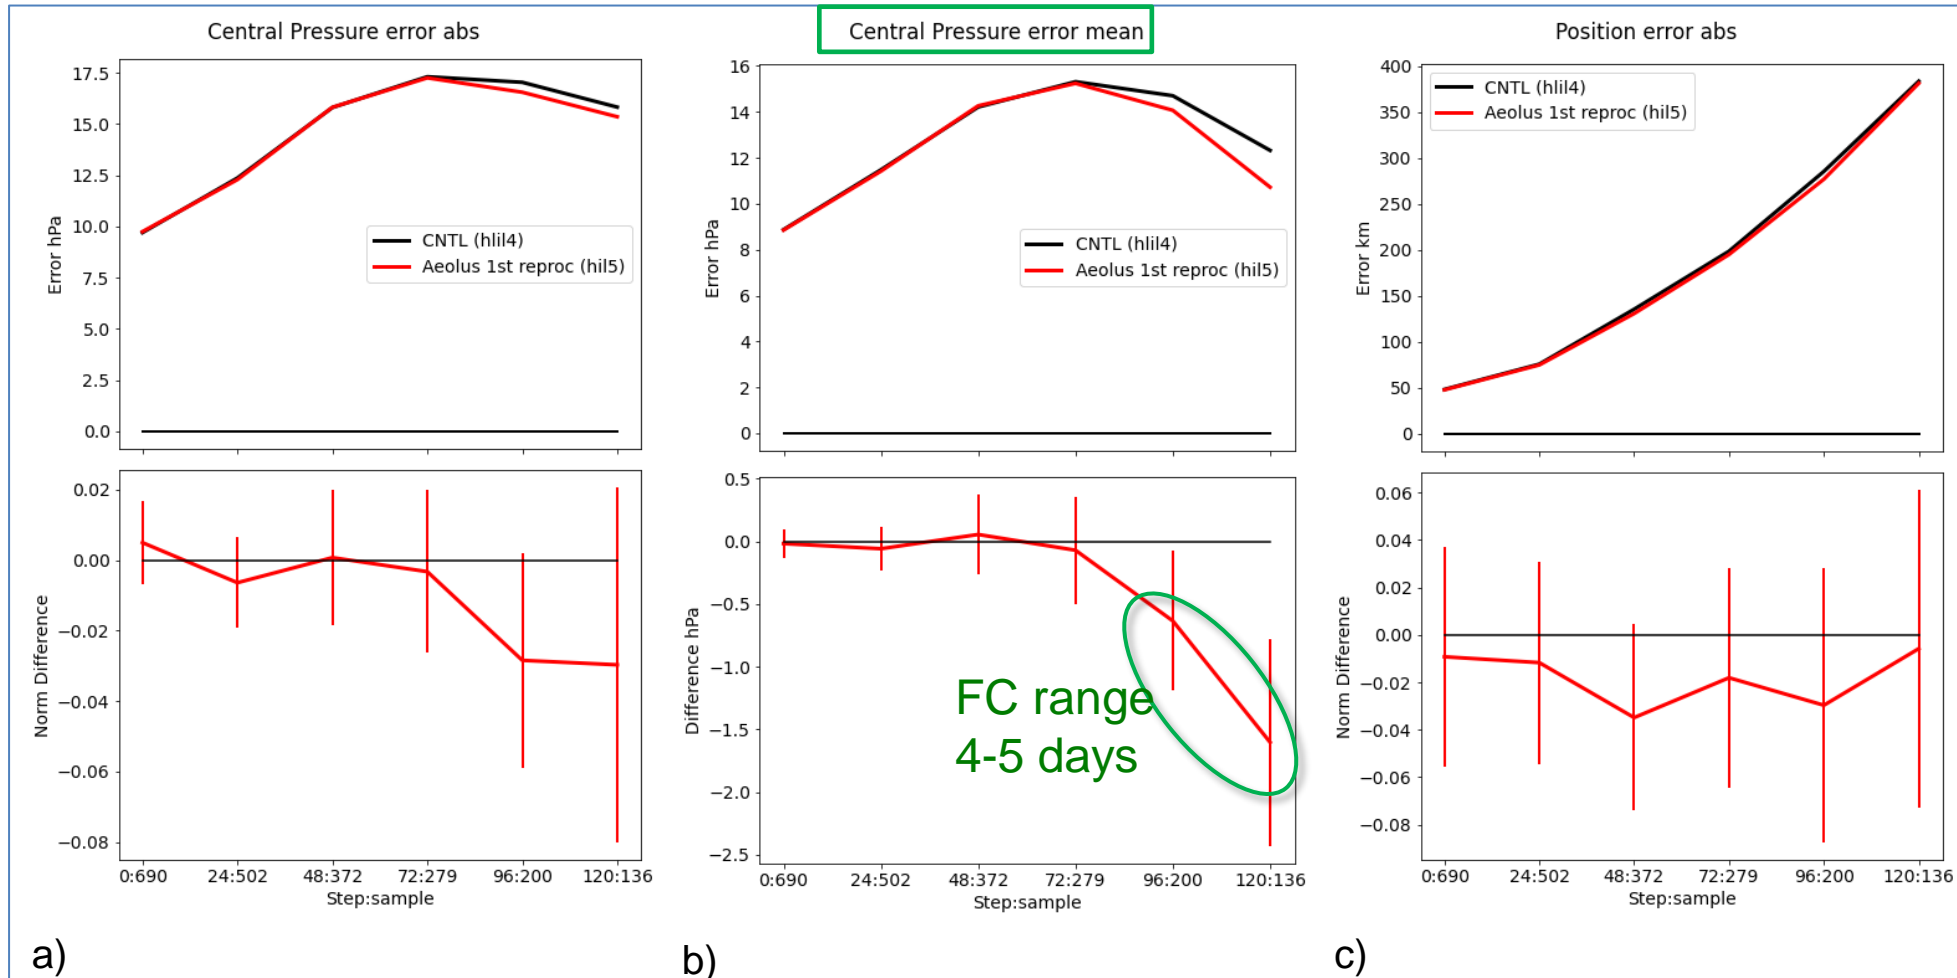 Central Pressure error abs
17.5
15.0
12.5
10.0
7.5
5.0
2.5
0.0
Error hPa
CNTL (hlil4)
Aeolus 1st reproc (hil5)
0.02
0.00
−0.02
−0.04
−0.06
−0.08
Norm Difference
0:690 24:502 48:372 72:279 96:200 120:136
Step:sample
a)
Central Pressure error mean
16
14
12
10
8
6
4
2
0
Error hPa
CNTL (hlil4)
Aeolus 1st reproc (hil5)
0.5
0.0
−0.5
−1.0
−1.5
−2.0
−2.5
Difference hPa
FC range
4-5 days
0:690 24:502 48:372 72:279 96:200 120:136
Step:sample
b)
Position error abs
400
350
300
250
200
150
100
50
0
Error km
CNTL (hlil4)
Aeolus 1st reproc (hil5)
0.06
0.04
0.02
0.00
−0.02
−0.04
−0.06
−0.08
Norm Difference
0:690 24:502 48:372 72:279 96:200 120:136
Step:sample
c)